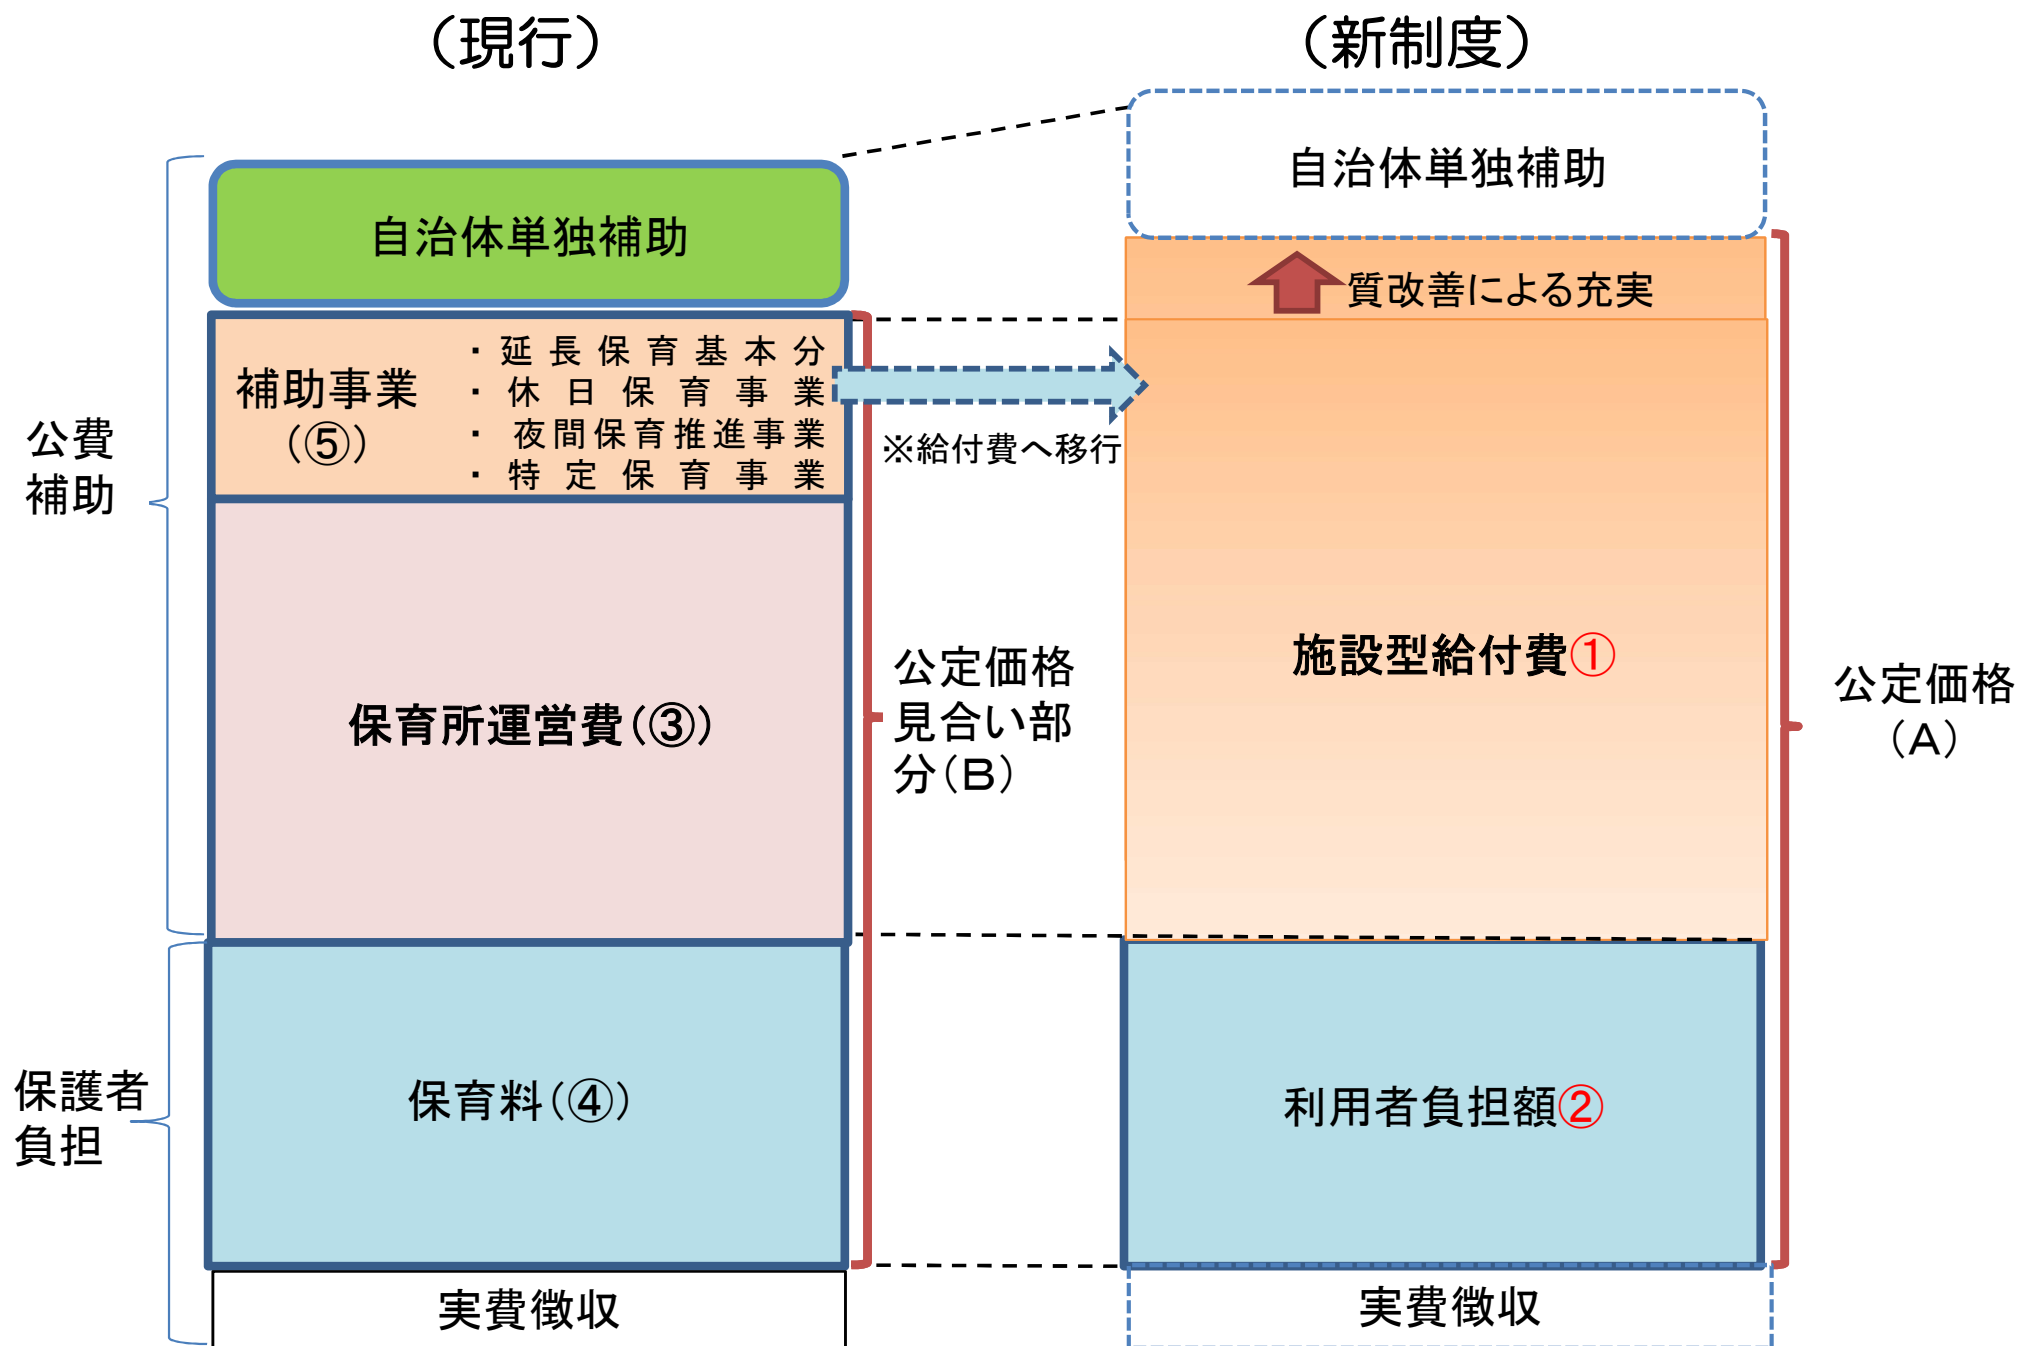 （現行）
（新制度）
自治体単独補助
自治体単独補助
質改善による充実
公費
補助
補助事業
（⑤）
・延長保育基本分
・休日保育事業
・夜間保育推進事業
・特定保育事業
※給付費へ移行
保育所運営費（③）
公定価格
見合い部
分（Ｂ）
施設型給付費①
公定価格
（Ａ）
保護者
負担
保育料（④）
利用者負担額②
実費徴収
実費徴収